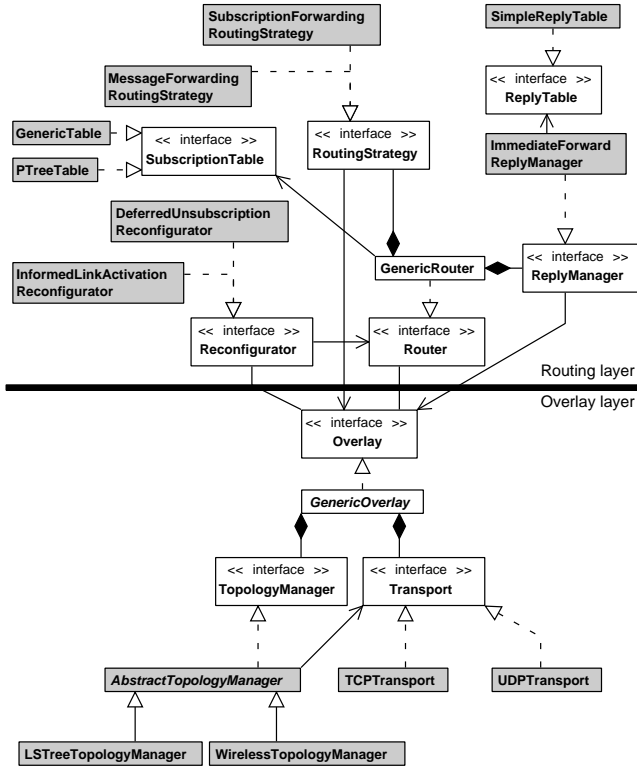 SubscriptionForwarding
RoutingStrategy
SimpleReplyTable
MessageForwarding
RoutingStrategy
<< interface >>
ReplyTable
GenericTable
<< interface >>
SubscriptionTable
<< interface >>
RoutingStrategy
ImmediateForward
ReplyManager
PTreeTable
DeferredUnsubscription
Reconfigurator
GenericRouter
<< interface >>
ReplyManager
InformedLinkActivation
Reconfigurator
<< interface >>
Reconfigurator
<< interface >>
Router
Routing layer
Overlay layer
<< interface >>
Overlay
GenericOverlay
<< interface >>
TopologyManager
<< interface >>
Transport
AbstractTopologyManager
TCPTransport
UDPTransport
LSTreeTopologyManager
WirelessTopologyManager